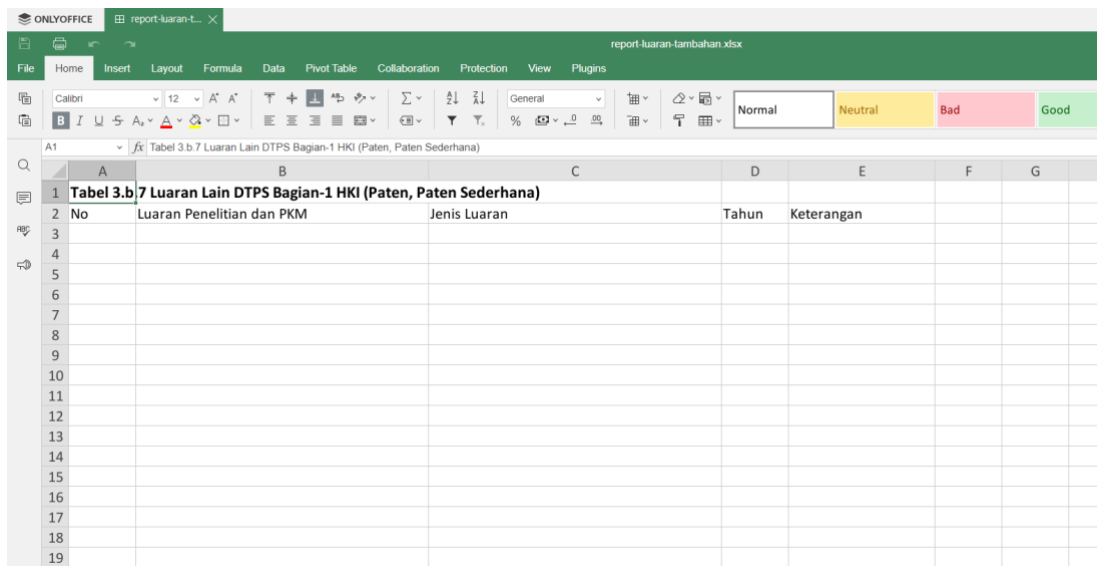 ONLYOFFICE report-luaran-t...
report-luaran-tambahan.xlsx
File Home Insert Layout Formula Data Pivot Table Collaboration Protection View Plugins
Calibri 12 General Normal Neutral Bad Good
A1 fx Tabel 3.b.7 Luaran Lain DTPS Bagian-1 HKI (Paten, Paten Sederhana)
A B C D E F G
1 Tabel 3.b.7 Luaran Lain DTPS Bagian-1 HKI (Paten, Paten Sederhana)
2 No Luaran Penelitian dan PKM Jenis Luaran Tahun Keterangan
3
4
5
6
7
8
9
10
11
12
13
14
15
16
17
18
19